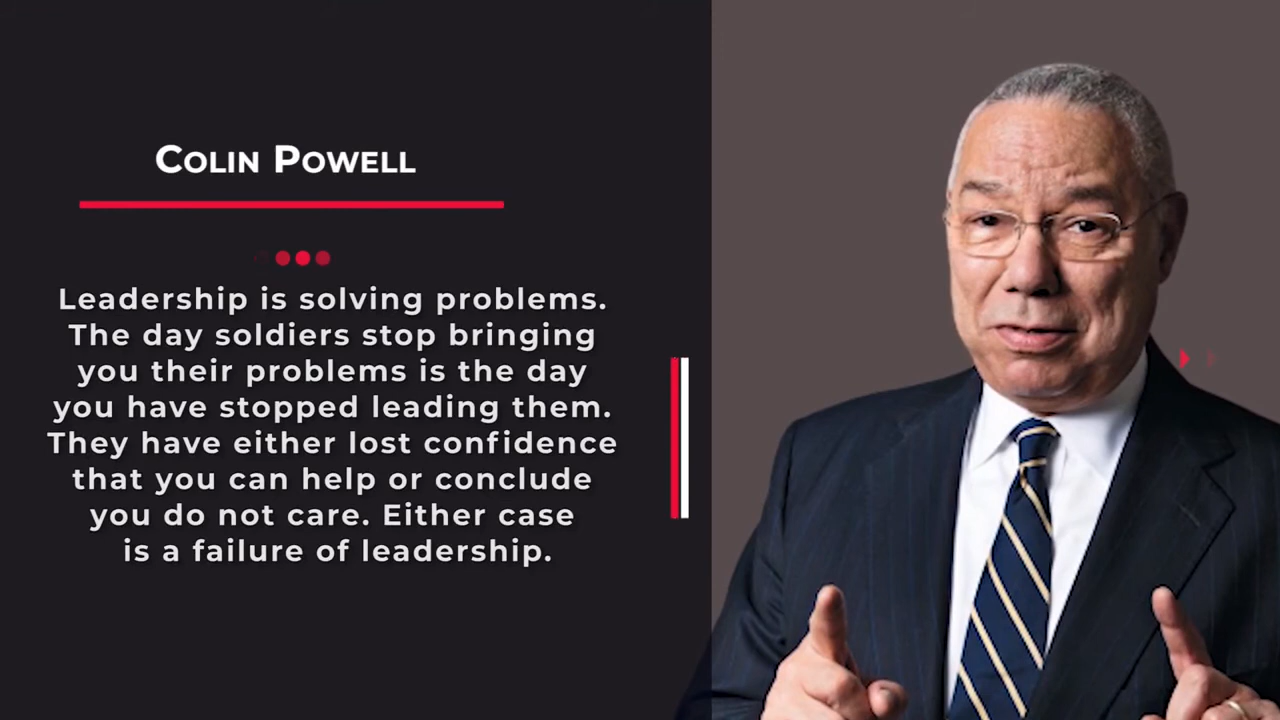 Colin Powell
Leadership is solving problems.
The day soldiers stop bringing
you their problems is the day
you have stopped leading them.
They have either lost confidence
that you can help or conclude
you do not care. Either case
is a failure of leadership.